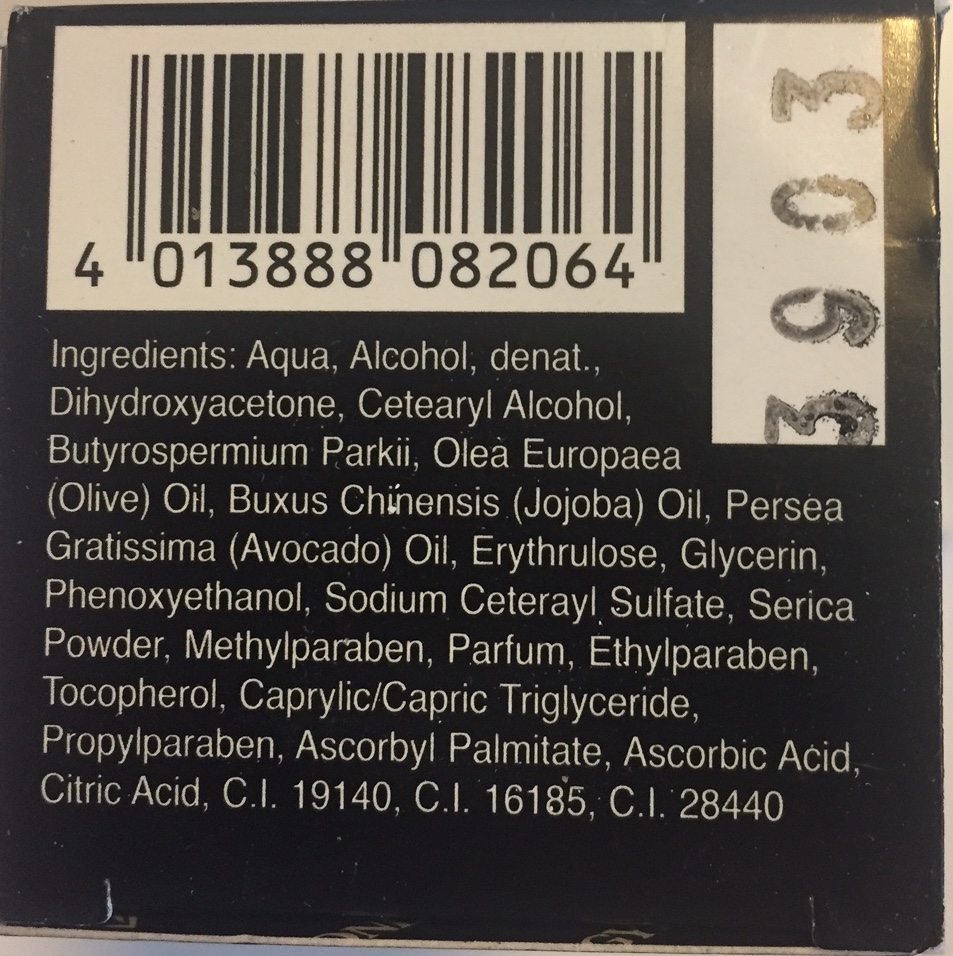 4 013888 082064
3903
Ingredients: Aqua, Alcohol, denat.,
Dihydroxyacetone, Cetearyl Alcohol,
Butyrospermium Parkii, Olea Europaea
(Olive) Oil, Buxus Chinensis (Jojoba) Oil, Persea
Gratissima (Avocado) Oil, Erythrulose, Glycerin,
Phenoxyethanol, Sodium Ceterayl Sulfate, Serica
Powder, Methylparaben, Parfum, Ethylparaben,
Tocopherol, Caprylic/Capric Triglyceride,
Propylparaben, Ascorbyl Palmitate, Ascorbic Acid,
Citric Acid, C.I. 19140, C.I. 16185, C.I. 28440